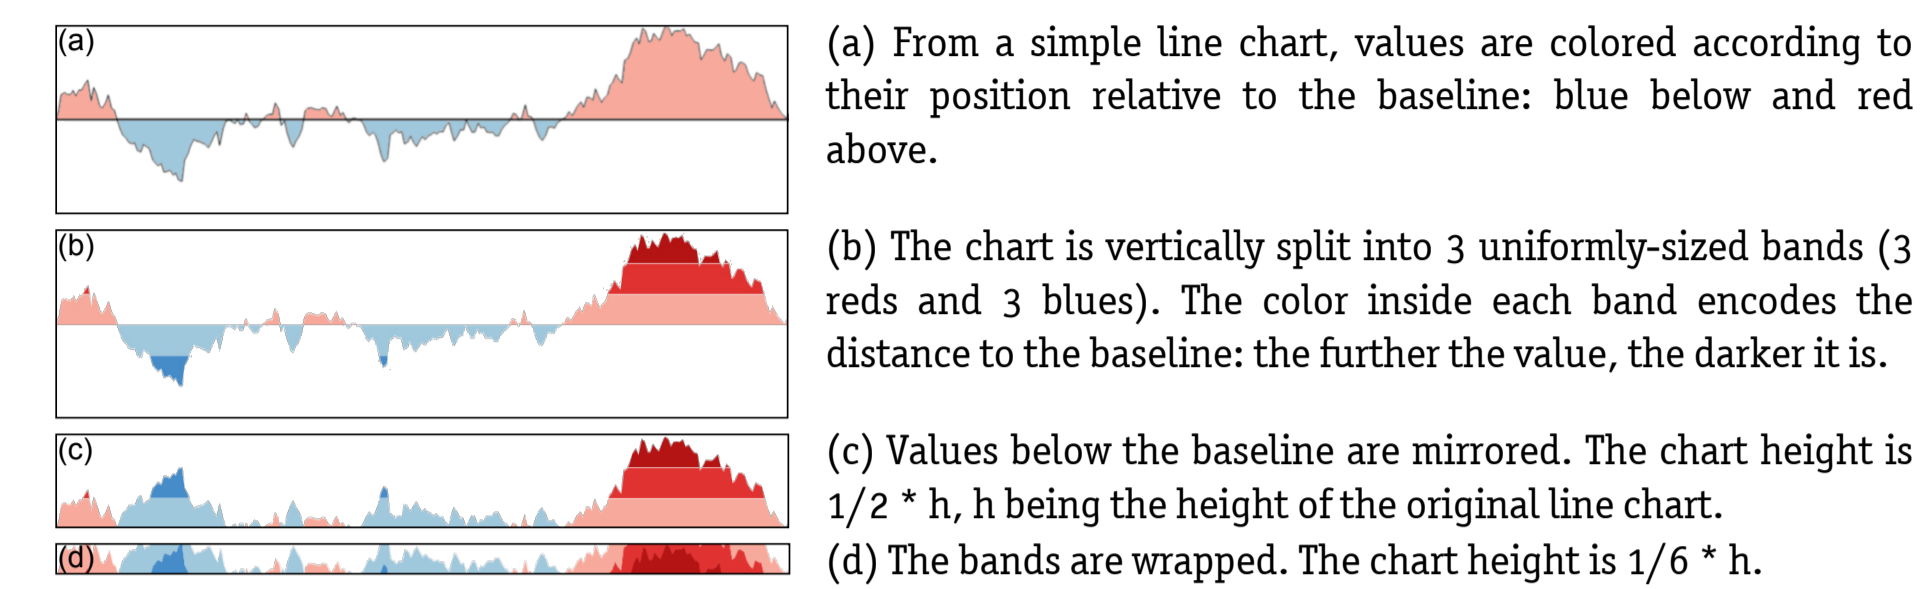 (a)
(a) From a simple line chart, values are colored according to
their position relative to the baseline: blue below and red
above.
(b)
(b) The chart is vertically split into 3 uniformly-sized bands (3
reds and 3 blues). The color inside each band encodes the
distance to the baseline: the further the value, the darker it is.
(c)
(c) Values below the baseline are mirrored. The chart height is
1/2 * h, h being the height of the original line chart.
(d)
(d) The bands are wrapped. The chart height is 1/6 * h.